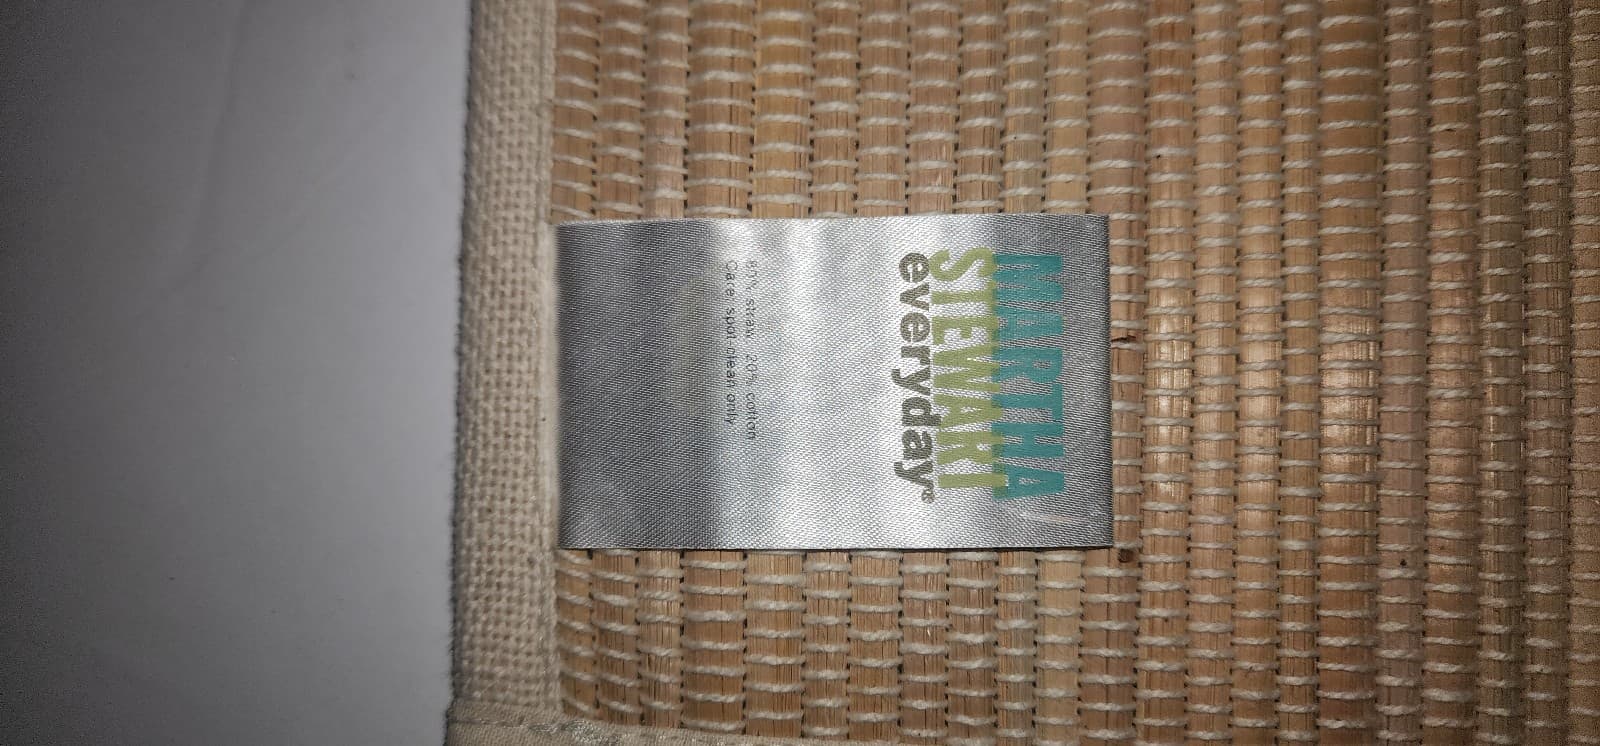 MARTHA
STEWART
everyday®
80% straw 20% cotton
Care: spot clean only